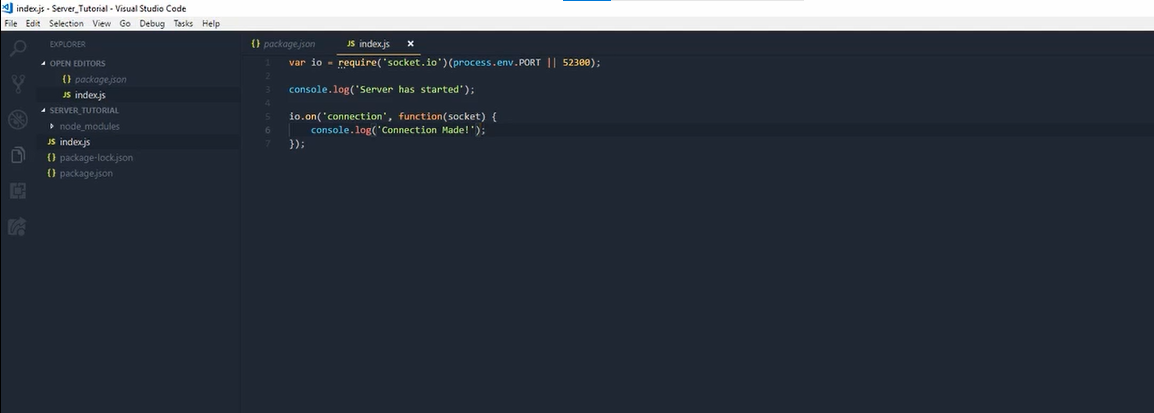 index.js - Server_Tutorial - Visual Studio Code
File Edit Selection View Go Debug Tasks Help
EXPLORER
OPEN EDITORS
{} package.json
JS index.js
SERVER_TUTORIAL
node_modules
JS index.js
{} package-lock.json
{} package.json
{} package.json JS index.js
1 var io = require('socket.io')(process.env.PORT || 52300);
2
3 console.log('Server has started');
4
5 io.on('connection', function(socket) {
6 console.log('Connection Made!');
7 });